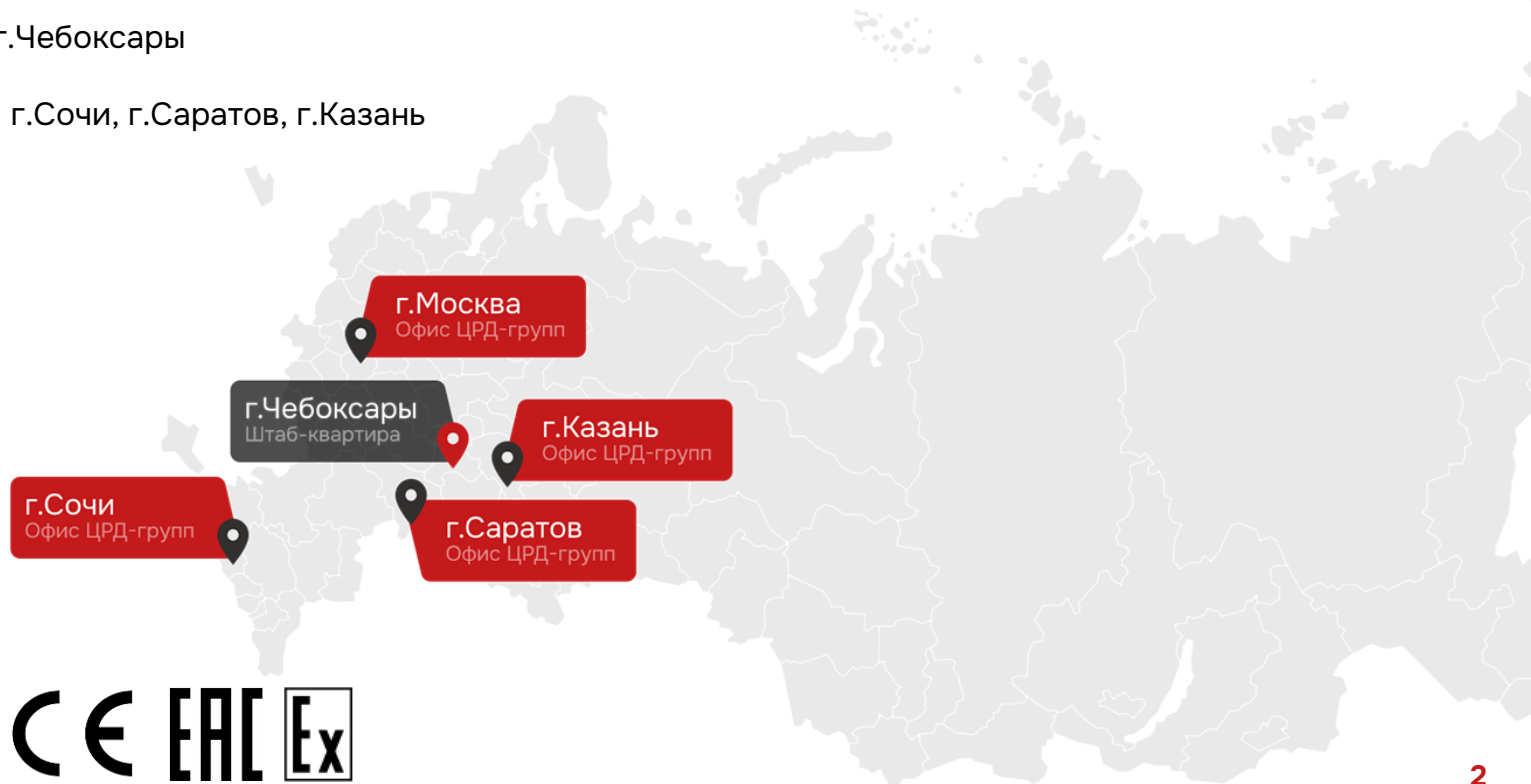 г.Чебоксары
г.Сочи, г.Саратов, г.Казань
г.Москва
Офис ЦРД-групп
г.Чебоксары
Штаб-квартира
г.Казань
Офис ЦРД-групп
г.Сочи
Офис ЦРД-групп
г.Саратов
Офис ЦРД-групп
CE EAC Ex
2